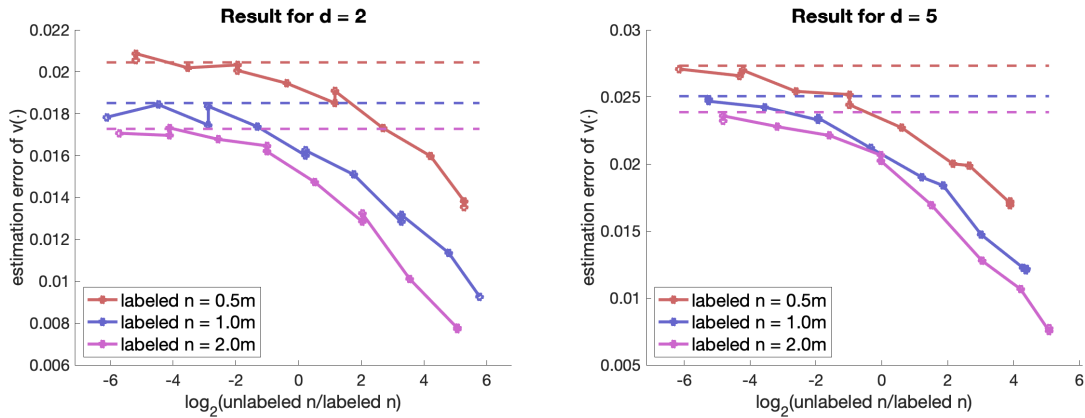 Result for d = 2
estimation error of v(·)
0.022
0.02
0.018
0.016
0.014
0.012
0.01
0.008
0.006
labeled n = 0.5m
labeled n = 1.0m
labeled n = 2.0m
-6 -4 -2 0 2 4 6
log2(unlabeled n/labeled n)
Result for d = 5
estimation error of v(·)
0.03
0.025
0.02
0.015
0.01
0.005
labeled n = 0.5m
labeled n = 1.0m
labeled n = 2.0m
-6 -4 -2 0 2 4 6
log2(unlabeled n/labeled n)